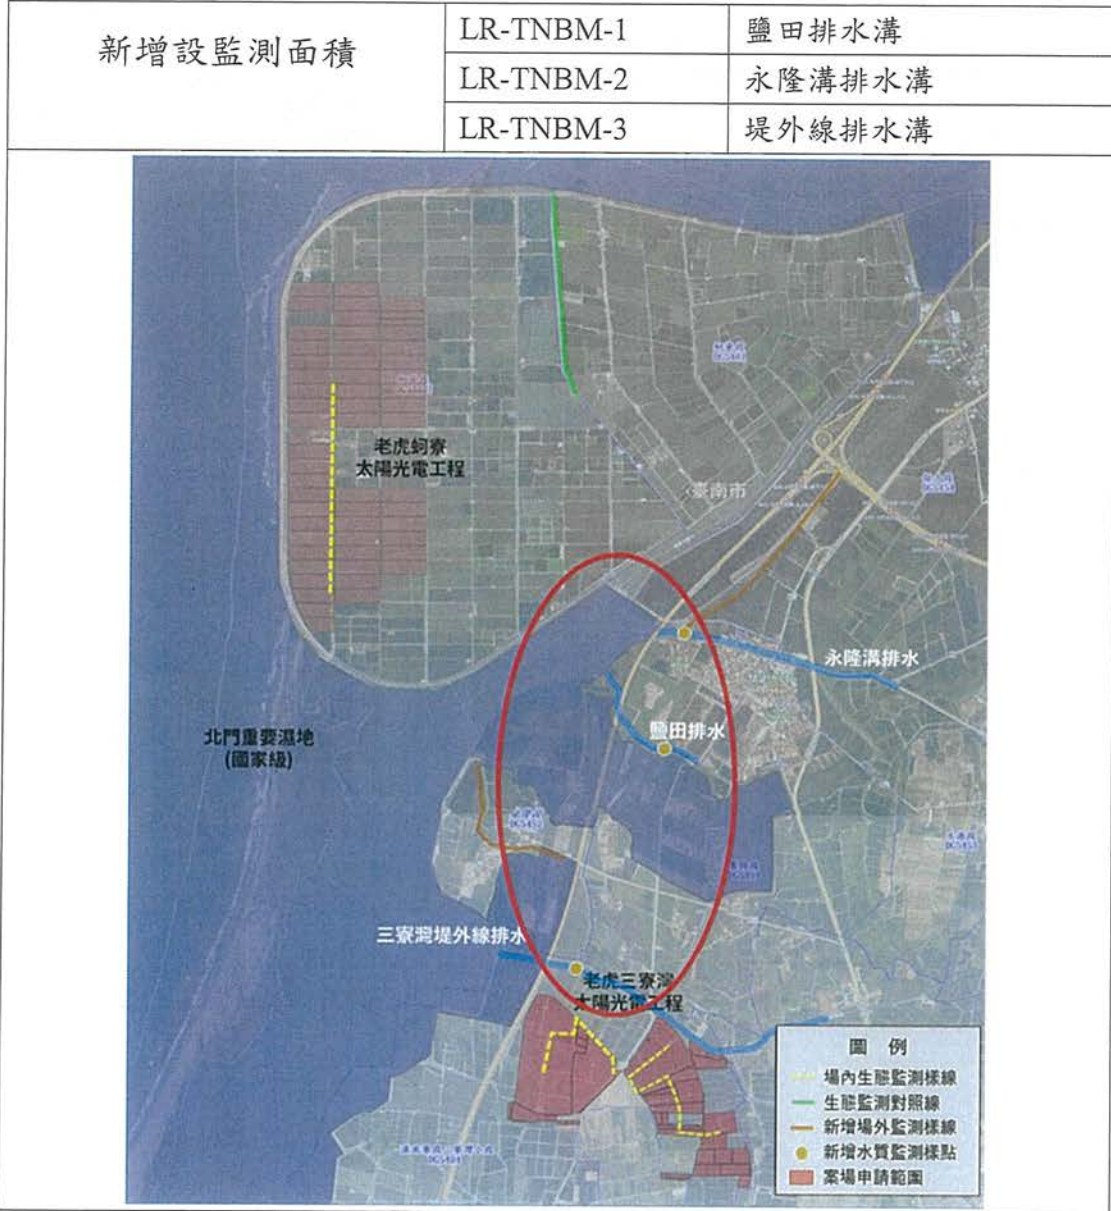 新增設監測面積
LR-TNBM-1 鹽田排水溝
LR-TNBM-2 永隆溝排水溝
LR-TNBM-3 堤外線排水溝
老虎蚵寮
太陽光電工程
臺南市
永隆溝排水
鹽田排水
北門重要濕地
(國家級)
三寮灣堤外線排水
老虎三寮灣
太陽光電工程
圖 例
場內生態監測樣線
生態監測對照線
新增場外監測樣線
新增水質監測樣點
案場申請範圍